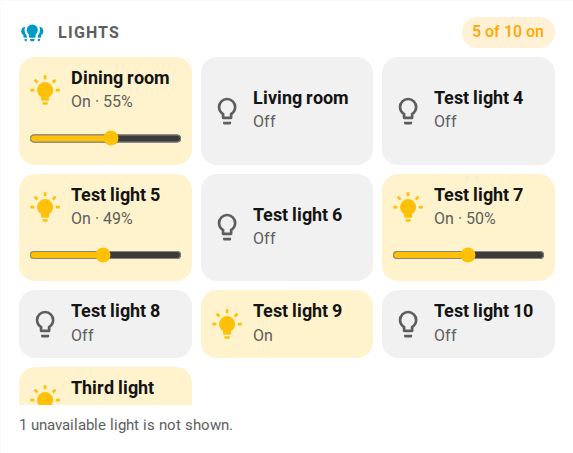 LIGHTS
5 of 10 on
Dining room
On · 55%
Living room
Off
Test light 4
Off
Test light 5
On · 49%
Test light 6
Off
Test light 7
On · 50%
Test light 8
Off
Test light 9
On
Test light 10
Off
Third light
1 unavailable light is not shown.